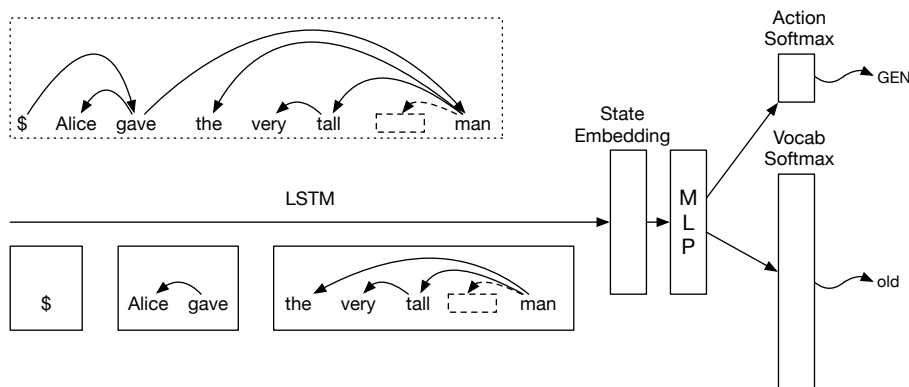 $ Alice gave the very tall man
State
Embedding
Action
Softmax
GEN
LSTM
M
L
P
Vocab
Softmax
old
$
Alice gave
the very tall man